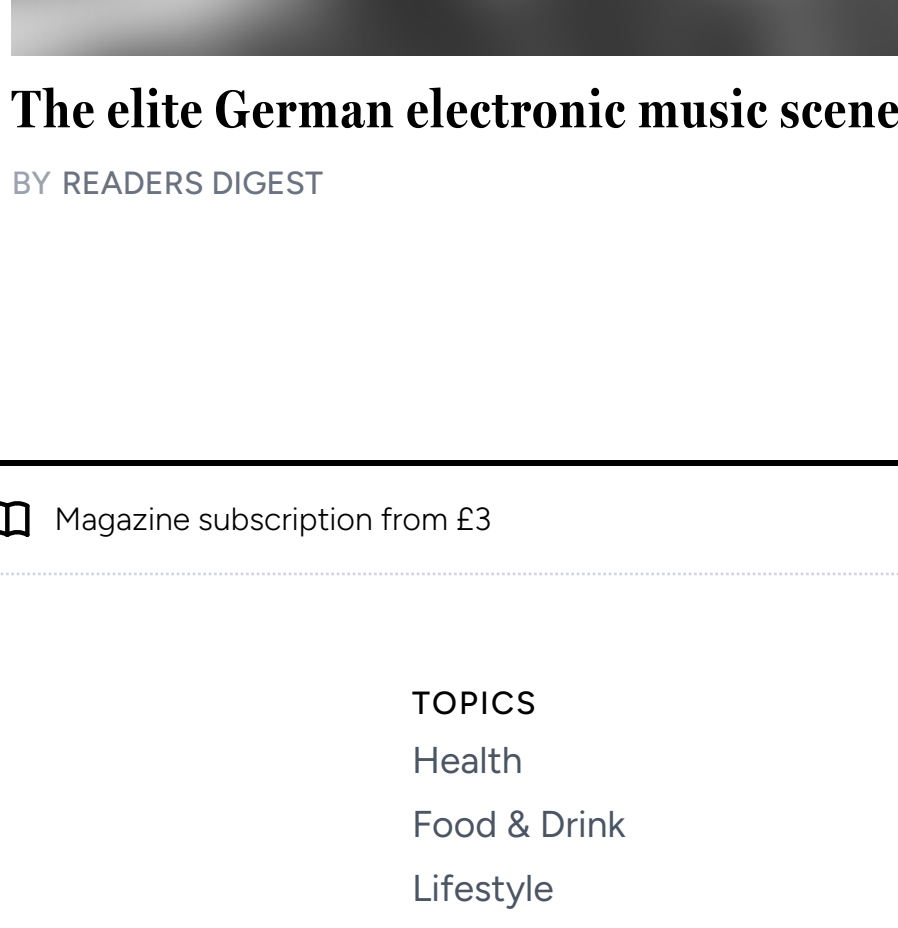 The elite German electronic music scene
BY READERS DIGEST
Magazine subscription from £3
TOPICS
Health
Food & Drink
Lifestyle